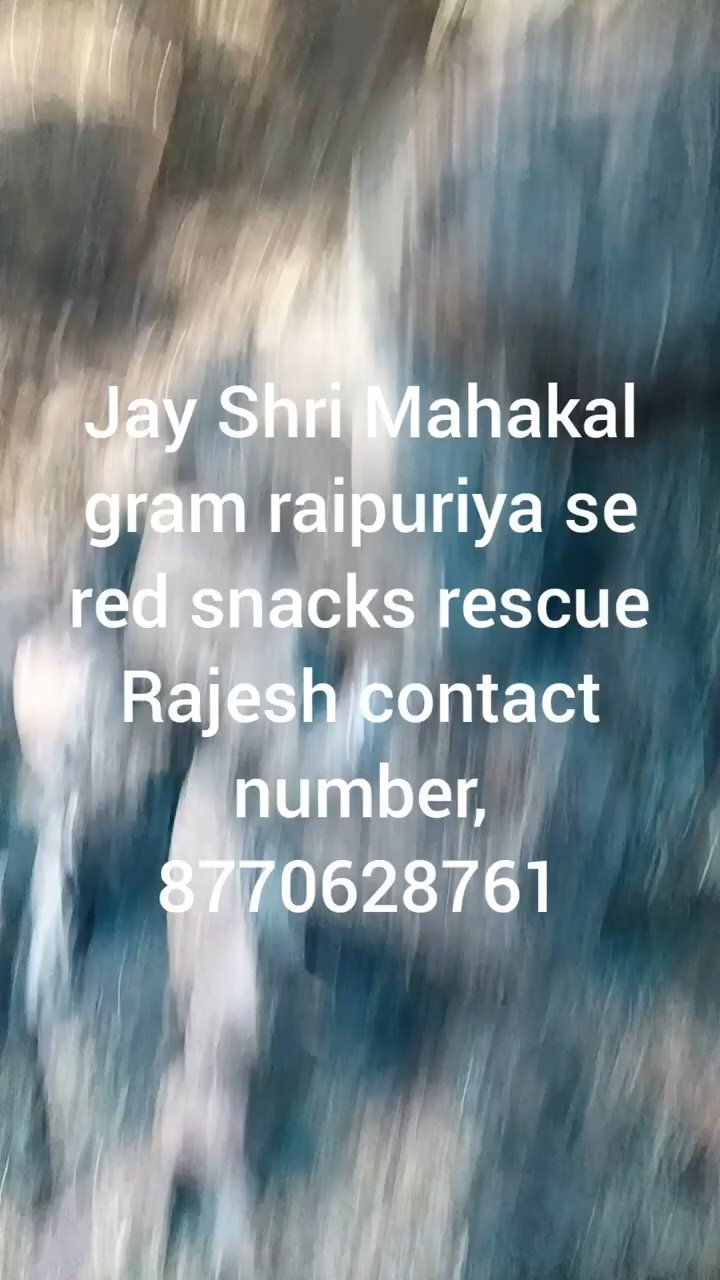 Jay Shri Mahakal
gram raipuriya se
red snacks rescue
Rajesh contact
number,
8770628761